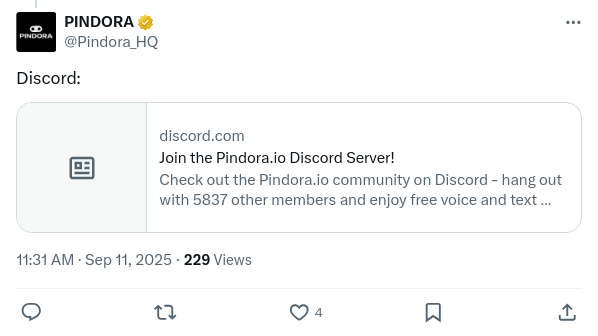 PINDORA
PINDORA
@Pindora_HQ
Discord:
discord.com
Join the Pindora.io Discord Server!
Check out the Pindora.io community on Discord - hang out
with 5837 other members and enjoy free voice and text ...
11:31 AM · Sep 11, 2025 · 229 Views
4